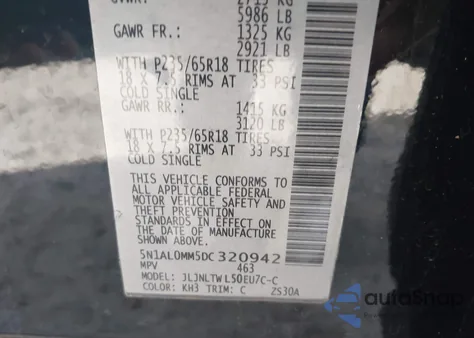 5986 LB
GAWR FR.: 1325 KG
2921 LB
WITH P235/65R18 TIRES
18 X 7.5 RIMS AT 33 PSI
COLD SINGLE
GAWR RR.: 1415 KG
3120 LB
WITH P235/65R18 TIRES
18 X 7.5 RIMS AT 33 PSI
COLD SINGLE
THIS VEHICLE CONFORMS TO
ALL APPLICABLE FEDERAL
MOTOR VEHICLE SAFETY AND
THEFT PREVENTION
STANDARDS IN EFFECT ON
THE DATE OF MANUFACTURE
SHOWN ABOVE.
5N1AL0MM5DC320942
MPV 463
MODEL: JLJNLTWL50EU7C-C
COLOR: KH3 TRIM: C 2S30A
autoSnap